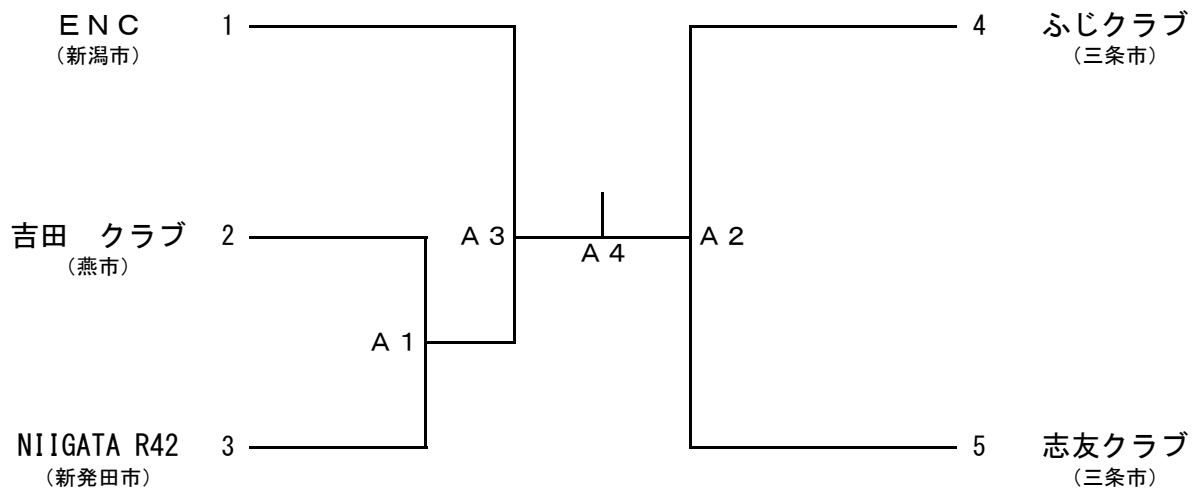 ＥＮＣ 1
（新潟市）
吉田　クラブ 2
（燕市）
NIIGATA R42 3
（新発田市）
Ａ１
Ａ３
Ａ４
Ａ２
4 ふじクラブ
（三条市）
5 志友クラブ
（三条市）